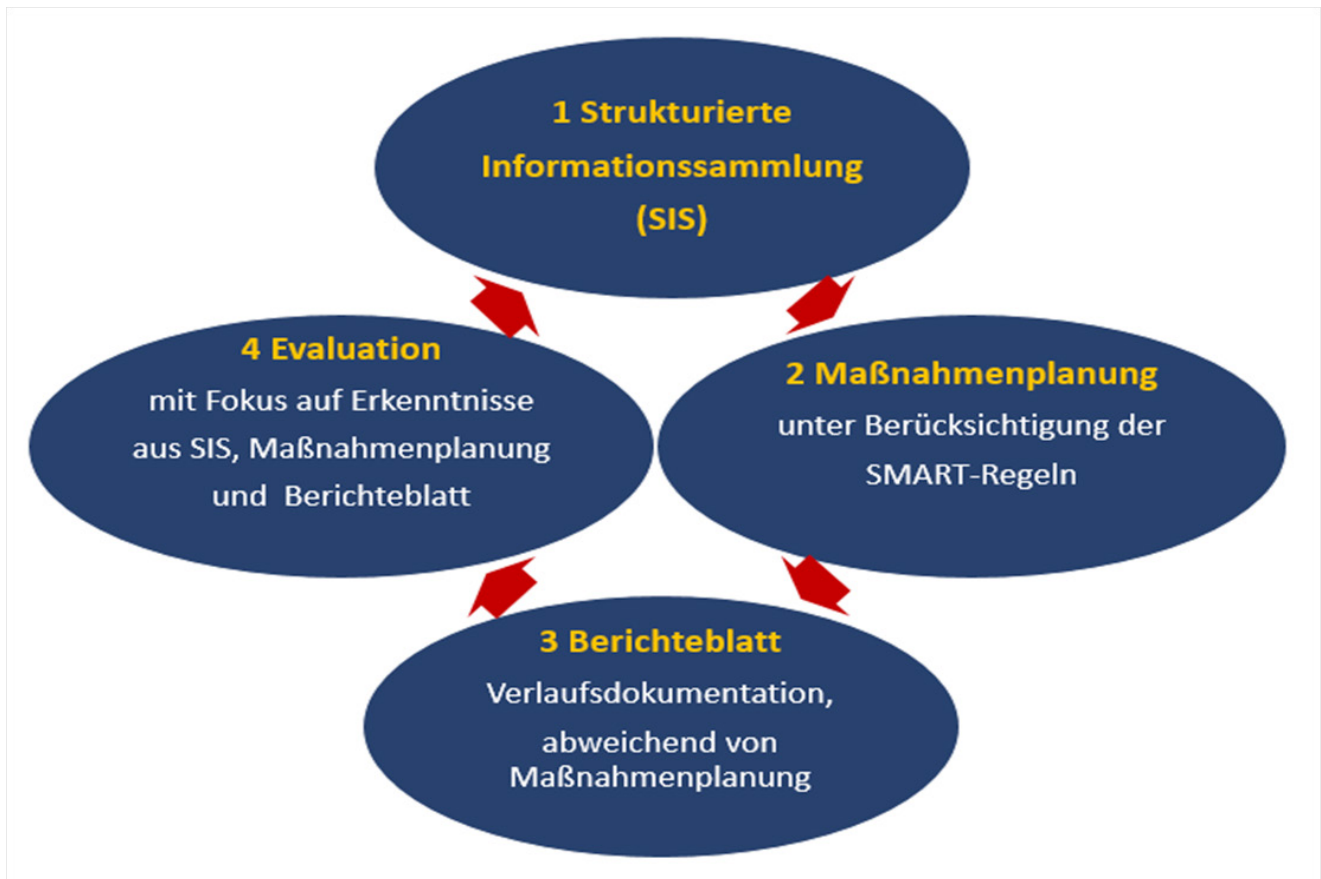 1 Strukturierte
Informationssammlung
(SIS)
4 Evaluation
mit Fokus auf Erkenntnisse
aus SIS, Maßnahmenplanung
und Berichteblatt
2 Maßnahmenplanung
unter Berücksichtigung der
SMART-Regeln
3 Berichteblatt
Verlaufsdokumentation,
abweichend von
Maßnahmenplanung